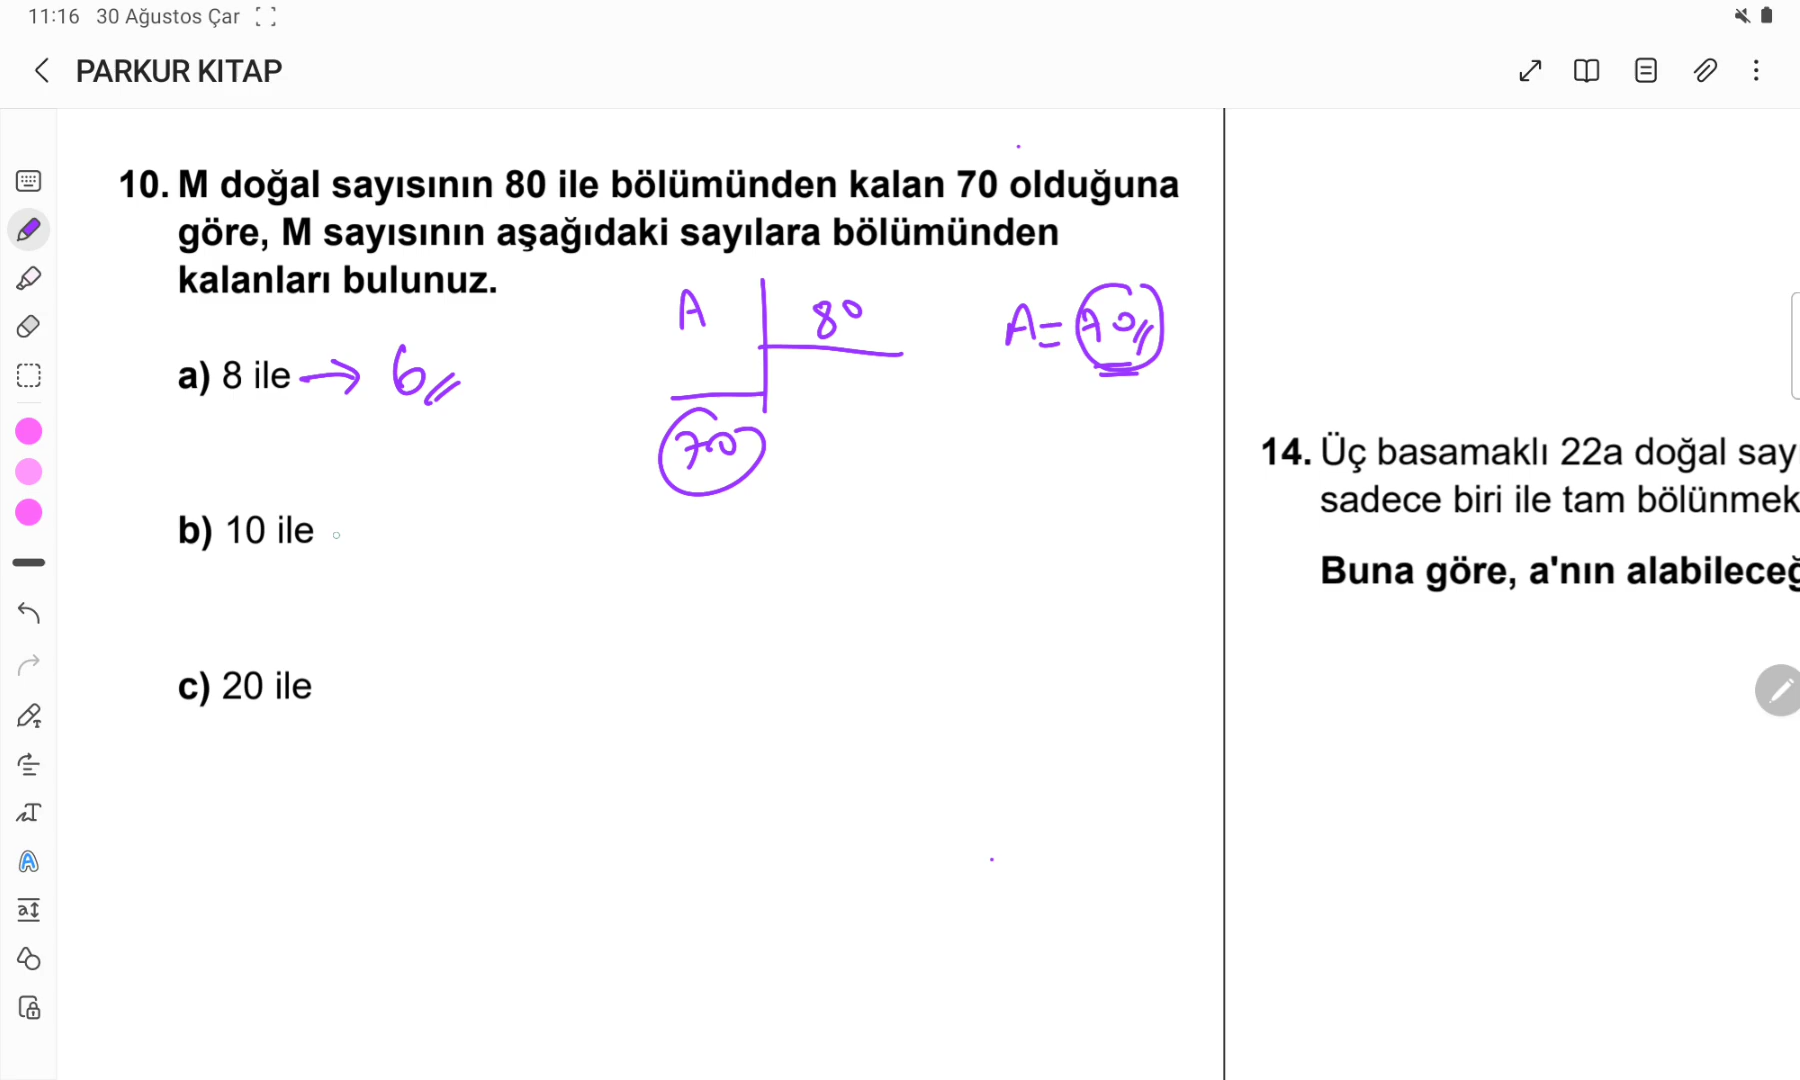 11:16 30 Ağustos Çar
PARKUR KITAP
10. M doğal sayısının 80 ile bölümünden kalan 70 olduğuna
göre, M sayısının aşağıdaki sayılara bölümünden
kalanları bulunuz.
A 80
70
A = 70
a) 8 ile → 6
b) 10 ile
c) 20 ile
14. Üç basamaklı 22a doğal say
sadece biri ile tam bölünmek
Buna göre, a'nın alabileceğ